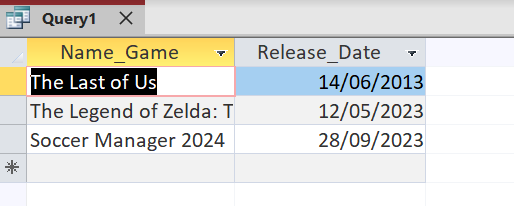 Query1
Name_Game Release_Date
The Last of Us 14/06/2013
The Legend of Zelda: T 12/05/2023
Soccer Manager 2024 28/09/2023